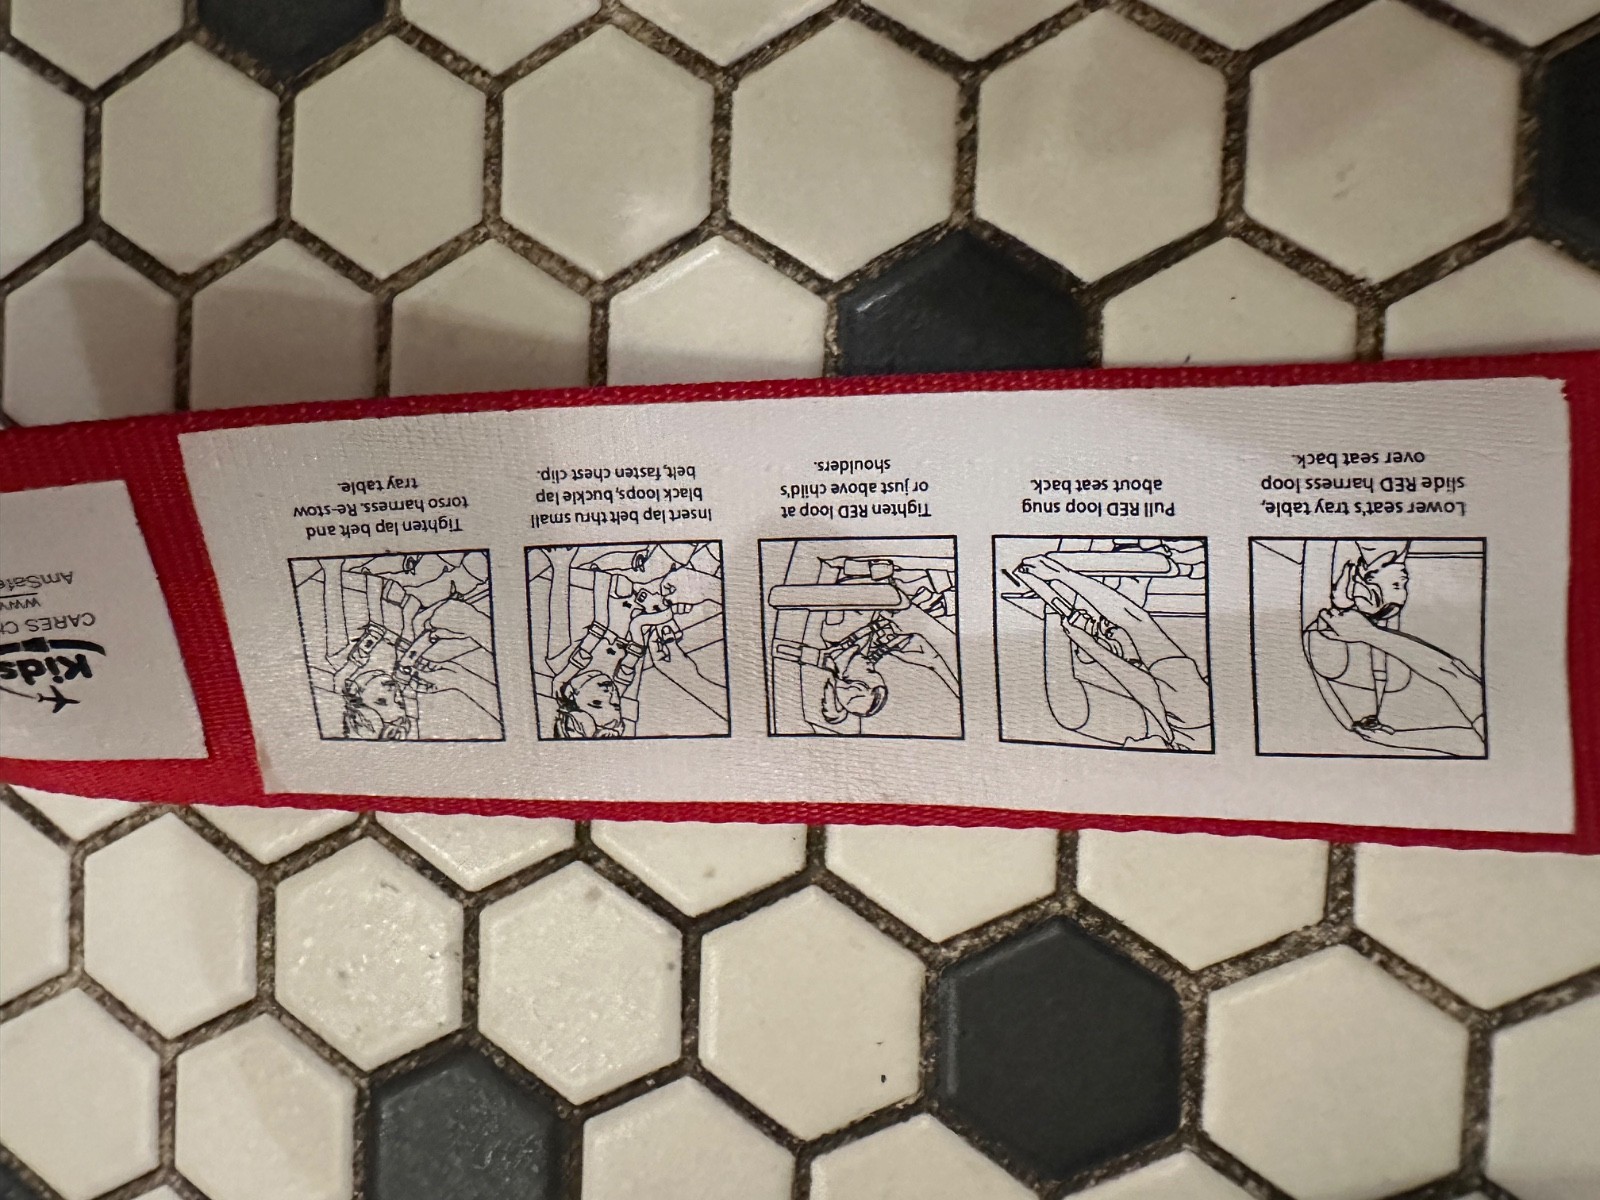 Lower seat's tray table,
slide RED harness loop
over seat back.
Pull RED loop snug
about seat back.
Tighten RED loop at
or just above child's
shoulders.
Insert lap belt thru small
black loops, buckle lap
belt, fasten chest clip.
Tighten lap belt and
torso harness. Re-stow
tray table.
Kids
CARES
www
AmSafe